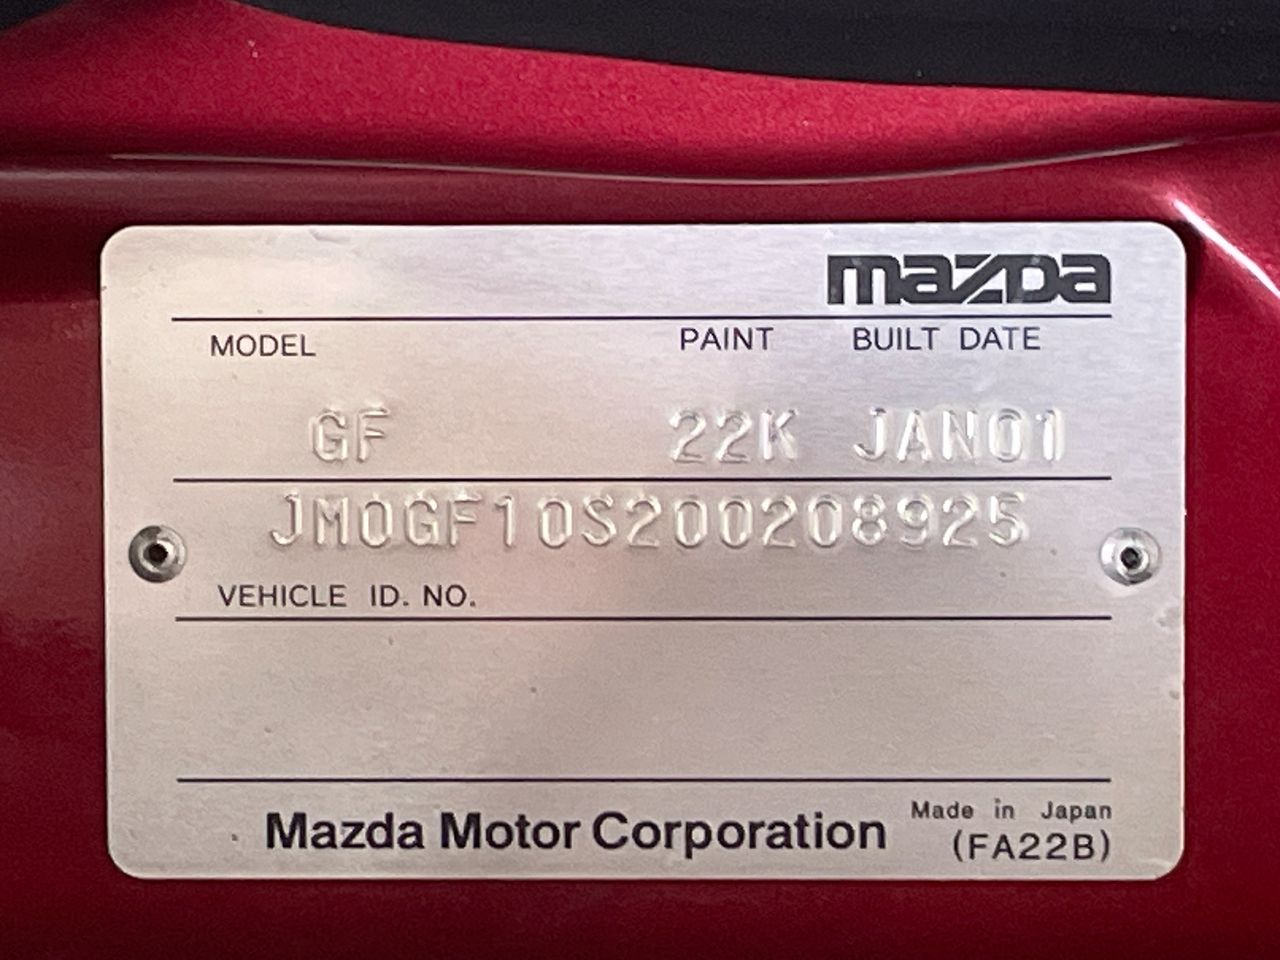 mazda
MODEL PAINT BUILT DATE
GF 22K JAN01
JM0GF10S200208925
VEHICLE ID. NO.
Mazda Motor Corporation Made in Japan
(FA22B)